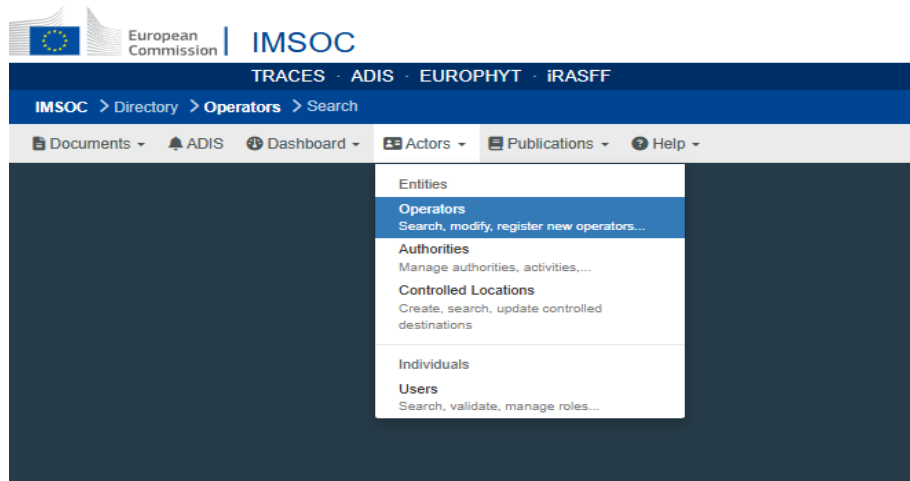 European
Commission
IMSOC
TRACES · ADIS · EUROPHYT · iRASFF
IMSOC > Directory > Operators > Search
Documents ADIS Dashboard Actors Publications Help
Entities
Operators
Search, modify, register new operators...
Authorities
Manage authorities, activities,...
Controlled Locations
Create, search, update controlled
destinations
Individuals
Users
Search, validate, manage roles...